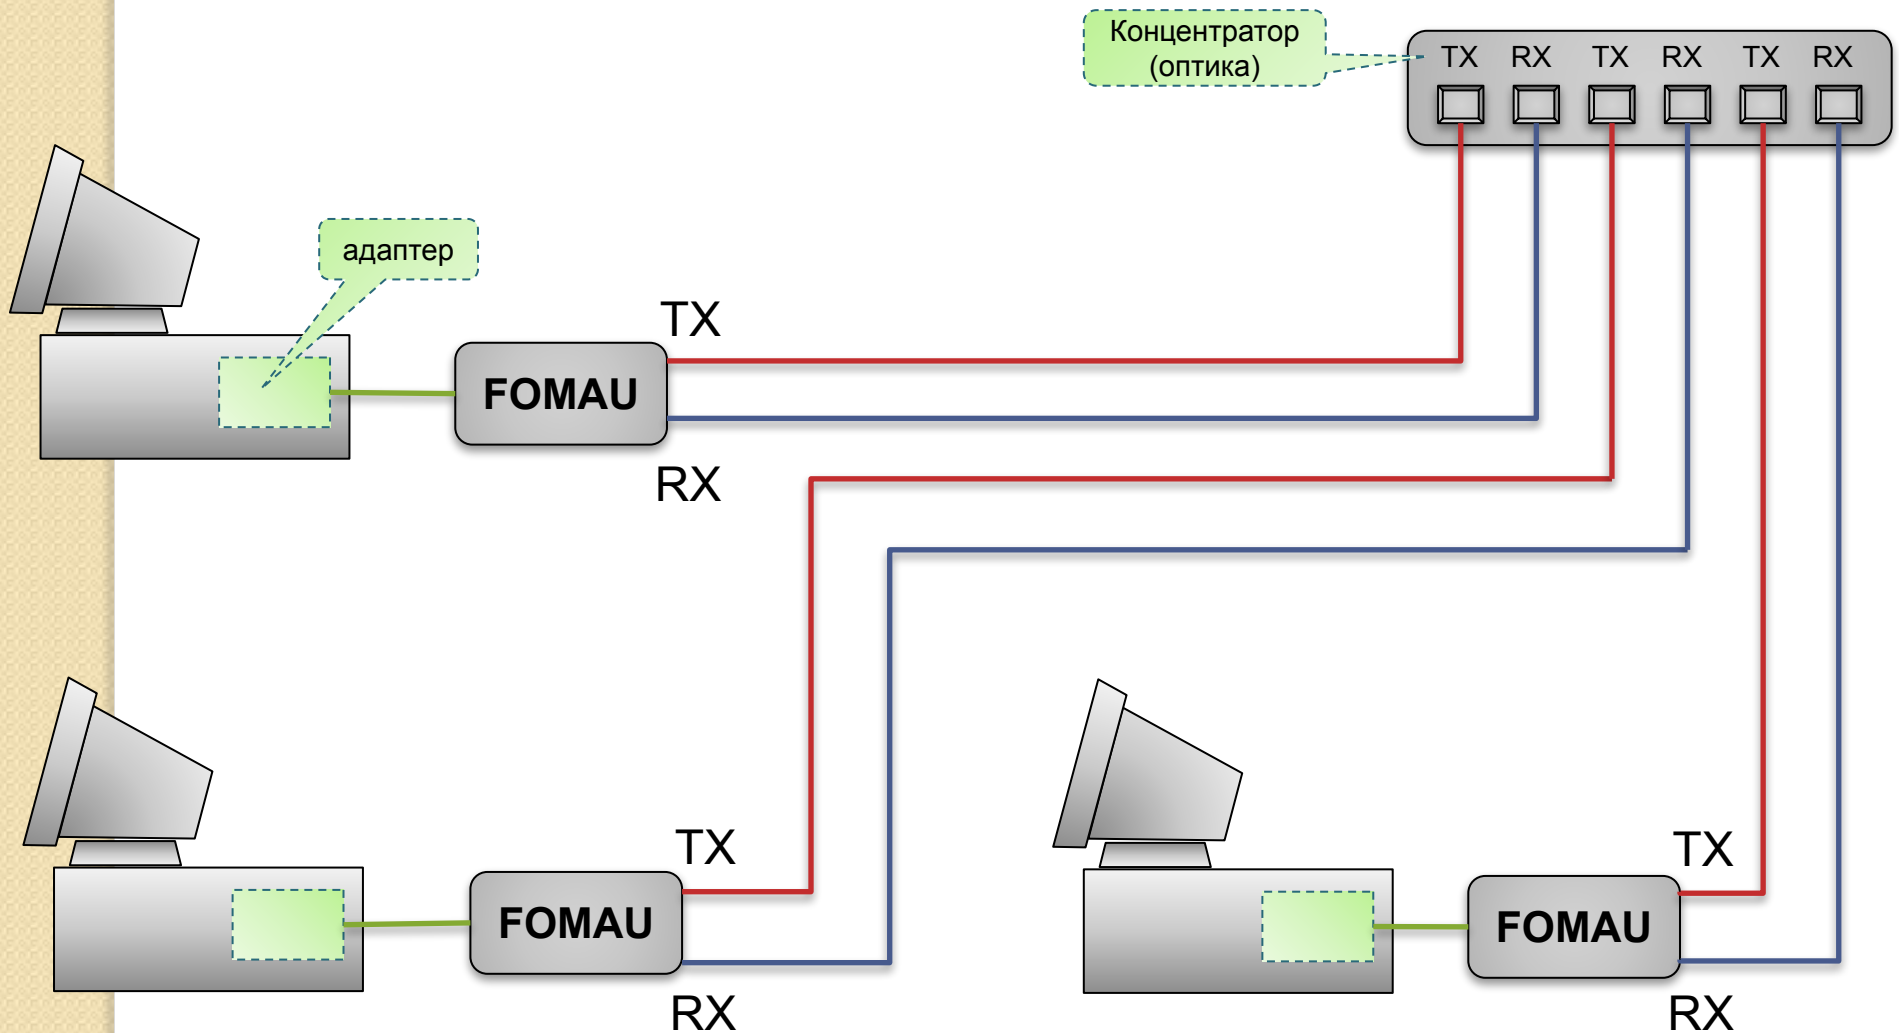 Концентратор
(оптика)
TX RX TX RX TX RX
адаптер
TX
FOMAU
RX
TX
FOMAU
RX
TX
FOMAU
RX